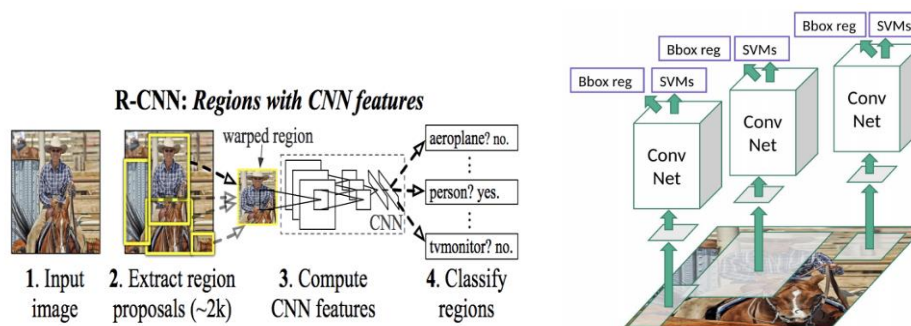 R-CNN: Regions with CNN features
warped region
aeroplane? no.
person? yes.
tvmonitor? no.
CNN
1. Input
image
2. Extract region
proposals (~2k)
3. Compute
CNN features
4. Classify
regions
Bbox reg
SVMs
Bbox reg
SVMs
Bbox reg
SVMs
Conv
Net
Conv
Net
Conv
Net